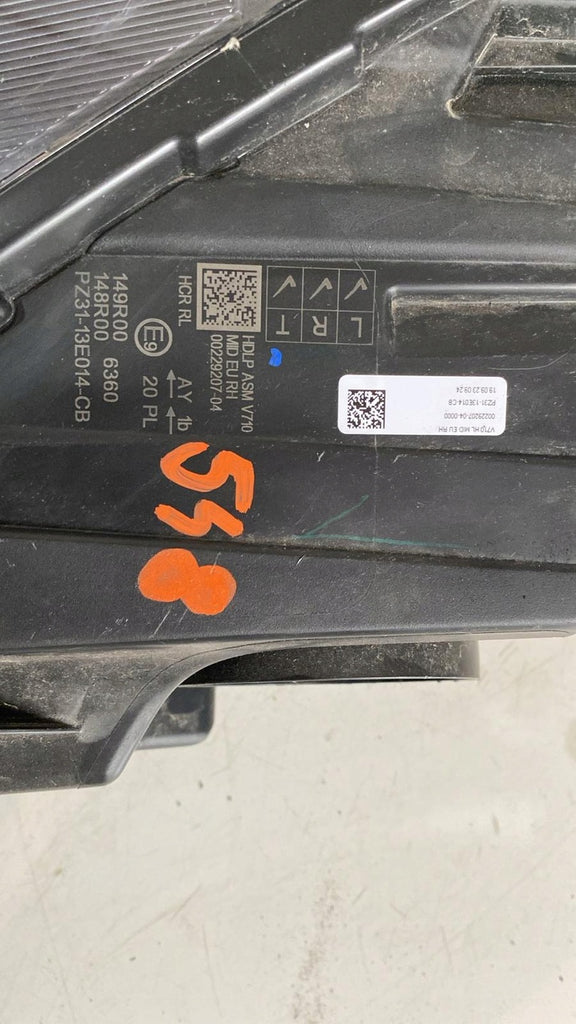 L R T
✓ ✓ ✓
HDLP ASM V710
MID EU RH
00229207-04
HCR RL
E9
AY 1b
20 PL
149R00 6360
148R00
PZ31-13E014-CB
V710 HL MID EU RH
00229207-04-0000
PZ31-13E014-CB
19.09.23 09:24
548